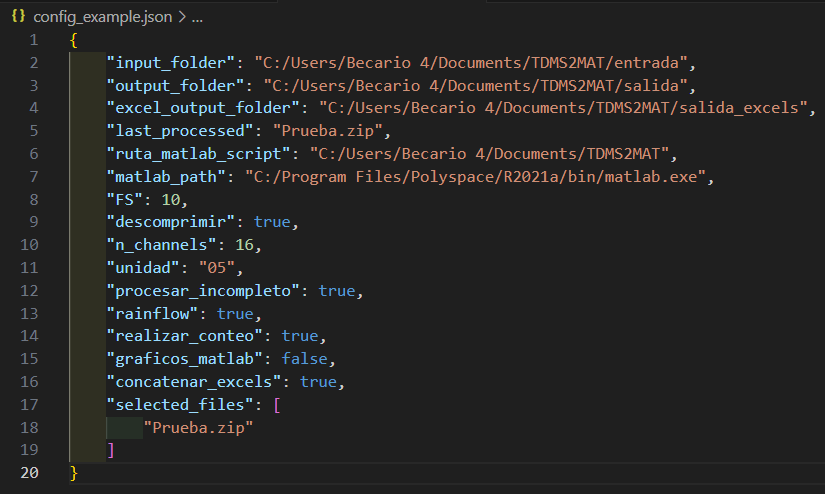 {} config_example.json > ...
1 {
2 "input_folder": "C:/Users/Becario 4/Documents/TDMS2MAT/entrada",
3 "output_folder": "C:/Users/Becario 4/Documents/TDMS2MAT/salida",
4 "excel_output_folder": "C:/Users/Becario 4/Documents/TDMS2MAT/salida_excels",
5 "last_processed": "Prueba.zip",
6 "ruta_matlab_script": "C:/Users/Becario 4/Documents/TDMS2MAT",
7 "matlab_path": "C:/Program Files/Polyspace/R2021a/bin/matlab.exe",
8 "FS": 10,
9 "descomprimir": true,
10 "n_channels": 16,
11 "unidad": "05",
12 "procesar_incompleto": true,
13 "rainflow": true,
14 "realizar_conteo": true,
15 "graficos_matlab": false,
16 "concatenar_excels": true,
17 "selected_files": [
18 "Prueba.zip"
19 ]
20 }